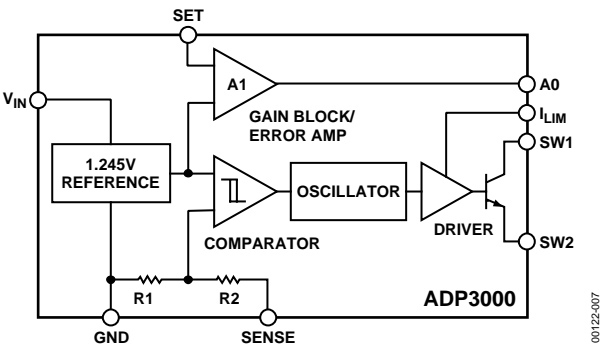 SET
A1
A0
VIN
GAIN BLOCK/
ERROR AMP
ILIM
SW1
1.245V
REFERENCE
OSCILLATOR
DRIVER
COMPARATOR
SW2
R1
R2
ADP3000
GND
SENSE
00122-007